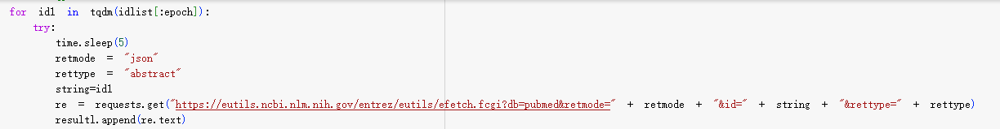 for id1 in tqdm(idlist[:epoch]):
try:
time.sleep(5)
retmode = "json"
rettype = "abstract"
string=id1
re = requests.get("https://eutils.ncbi.nlm.nih.gov/entrez/eutils/efetch.fcgi?db=pubmed&retmode=" + retmode + "&id=" + string + "&rettype=" + rettype)
resultl.append(re.text)